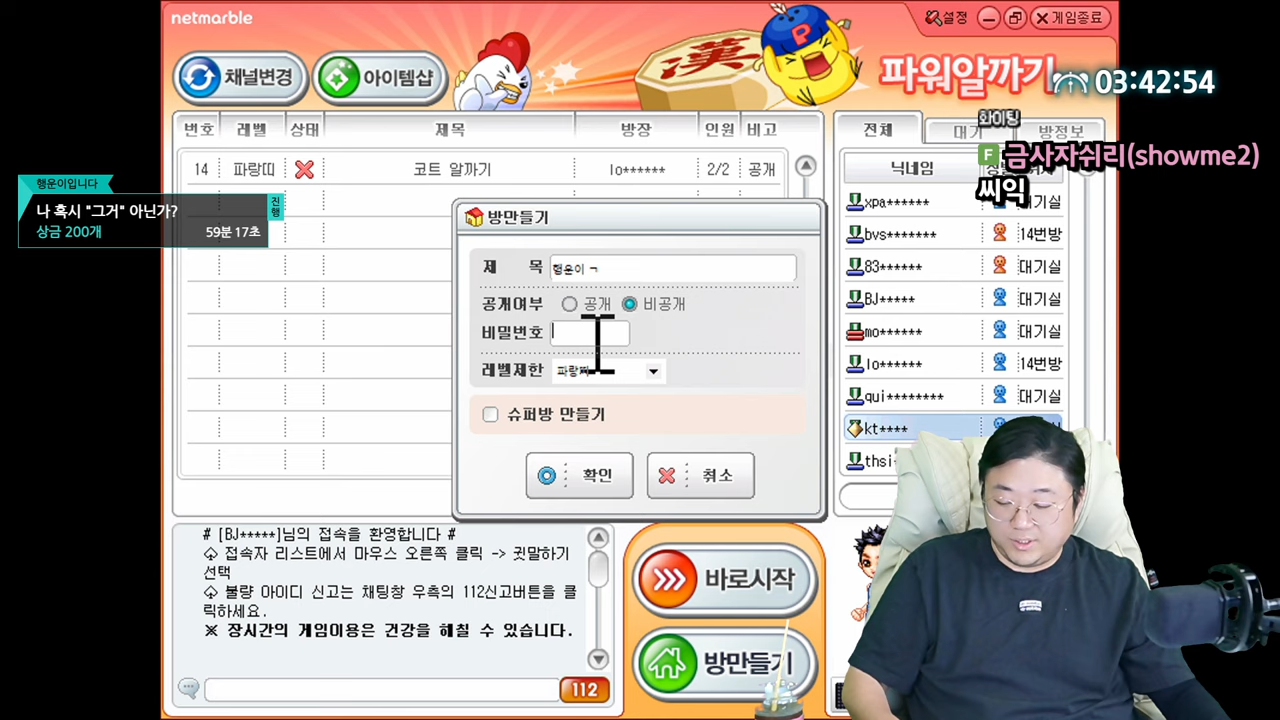 netmarble
설정
게임종료
채널변경
아이템샵
漢
P
파워알까기
03:42:54
번호 레벨 상태 제목 방장 인원 비고
14 파랑띠 코트 알까기 lo****** 2/2 공개
전체
대기
방정보
화이팅
F 금사자쉬리(showme2)
씨익
닉네임
xpa****** 대기실
bvs******* 14번방
83****** 대기실
BJ***** 대기실
mo****** 대기실
lo****** 14번방
qui******** 대기실
kt****
thsi
행운이입니다
나 혹시 "그거" 아닌가?
진행
상금 200개
59분 17초
방만들기
제 목 행운이 ㄱ
공개여부 공개 비공개
비밀번호
레벨제한 파랑
슈퍼방 만들기
확인
취소
# [BJ*****]님의 접속을 환영합니다 #
접속자 리스트에서 마우스 오른쪽 클릭 -> 귓말하기
선택
불량 아이디 신고는 채팅창 우측의 112신고버튼을 클
릭하세요.
※ 장시간의 게임이용은 건강을 해칠 수 있습니다.
112
바로시작
방만들기